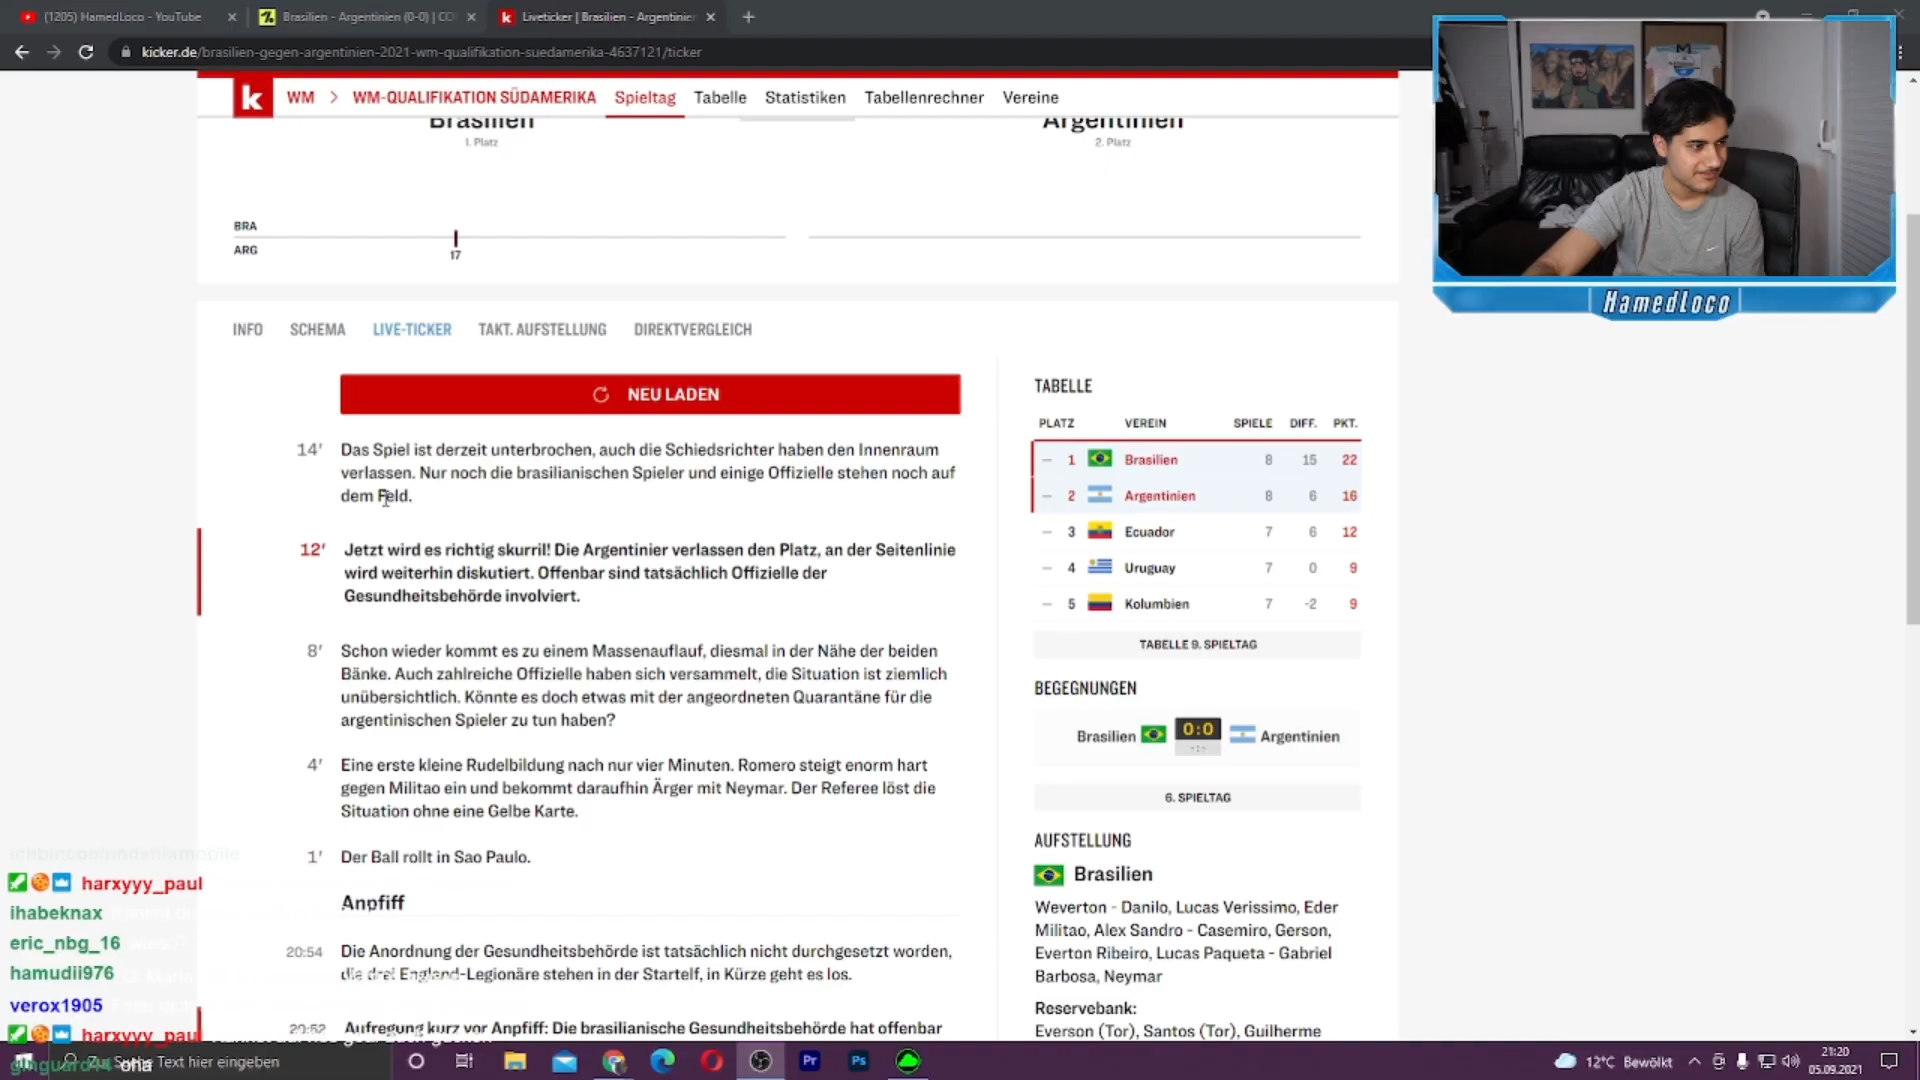 (1205) HamedLoco - YouTube
Brasilien - Argentinien (0-0) | CO
Liveticker | Brasilien - Argentinie
kicker.de/brasilien-gegen-argentinien-2021-wm-qualifikation-suedamerika-4637121/ticker
k WM > WM-QUALIFIKATION SÜDAMERIKA Spieltag Tabelle Statistiken Tabellenrechner Vereine
Brasilien
Argentinien
1. Platz
2. Platz
BRA
ARG
17
HamedLoco
INFO SCHEMA LIVE-TICKER TAKT. AUFSTELLUNG DIREKTVERGLEICH
NEU LADEN
14' Das Spiel ist derzeit unterbrochen, auch die Schiedsrichter haben den Innenraum
verlassen. Nur noch die brasilianischen Spieler und einige Offizielle stehen noch auf
dem Feld.
12' Jetzt wird es richtig skurril! Die Argentinier verlassen den Platz, an der Seitenlinie
wird weiterhin diskutiert. Offenbar sind tatsächlich Offizielle der
Gesundheitsbehörde involviert.
8' Schon wieder kommt es zu einem Massenauflauf, diesmal in der Nähe der beiden
Bänke. Auch zahlreiche Offizielle haben sich versammelt, die Situation ist ziemlich
unübersichtlich. Könnte es doch etwas mit der angeordneten Quarantäne für die
argentinischen Spieler zu tun haben?
4' Eine erste kleine Rudelbildung nach nur vier Minuten. Romero steigt enorm hart
gegen Militao ein und bekommt daraufhin Ärger mit Neymar. Der Referee löst die
Situation ohne eine Gelbe Karte.
1' Der Ball rollt in Sao Paulo.
Anpfiff
20:54 Die Anordnung der Gesundheitsbehörde ist tatsächlich nicht durchgesetzt worden,
die drei England-Legionäre stehen in der Startelf, in Kürze geht es los.
20:52 Aufregung kurz vor Anpfiff: Die brasilianische Gesundheitsbehörde hat offenbar
TABELLE
PLATZ VEREIN SPIELE DIFF. PKT.
– 1 Brasilien 8 15 22
– 2 Argentinien 8 6 16
– 3 Ecuador 7 6 12
– 4 Uruguay 7 0 9
– 5 Kolumbien 7 -2 9
TABELLE 9. SPIELTAG
BEGEGNUNGEN
Brasilien 0:0 Argentinien
-:-
6. SPIELTAG
AUFSTELLUNG
Brasilien
Weverton - Danilo, Lucas Verissimo, Eder
Militao, Alex Sandro - Casemiro, Gerson,
Everton Ribeiro, Lucas Paqueta - Gabriel
Barbosa, Neymar
Reservebank:
Everson (Tor), Santos (Tor), Guilherme
harxyyy_paul
ihabeknax
eric_nbg_16
hamudii976
verox1905
harxyyy_paul
oha
Text hier eingeben
Pr
Ps
12°C Bewölkt
21:20
05.09.2021